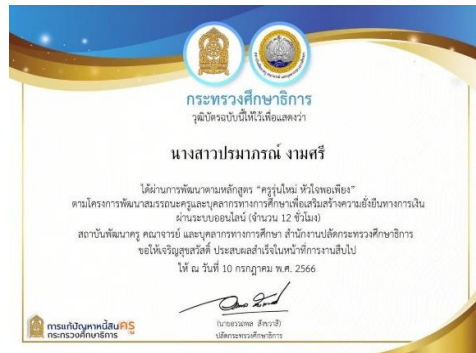 กระทรวงศึกษาธิการ
วุฒิบัตรฉบับนี้ให้ไว้เพื่อแสดงว่า
นางสาวปรมาภรณ์ งามศรี
ได้ผ่านการพัฒนาตามหลักสูตร “ครูรุ่นใหม่ หัวใจพอเพียง”
ตามโครงการพัฒนาสมรรถนะครูและบุคลากรทางการศึกษาเพื่อเสริมสร้างความยั่งยืนทางการเงิน
ผ่านระบบออนไลน์ (จำนวน 12 ชั่วโมง)
สถาบันพัฒนาครู คณาจารย์ และบุคลากรทางการศึกษา สำนักงานปลัดกระทรวงศึกษาธิการ
ขอให้เจริญสุขสวัสดิ์ ประสบผลสำเร็จในหน้าที่การงานสืบไป
ให้ ณ วันที่ 10 กรกฎาคม พ.ศ. 2566
(นายอรรถพล สังขวาสี)
ปลัดกระทรวงศึกษาธิการ
การแก้ปัญหาหนี้สินครู
กระทรวงศึกษาธิการ